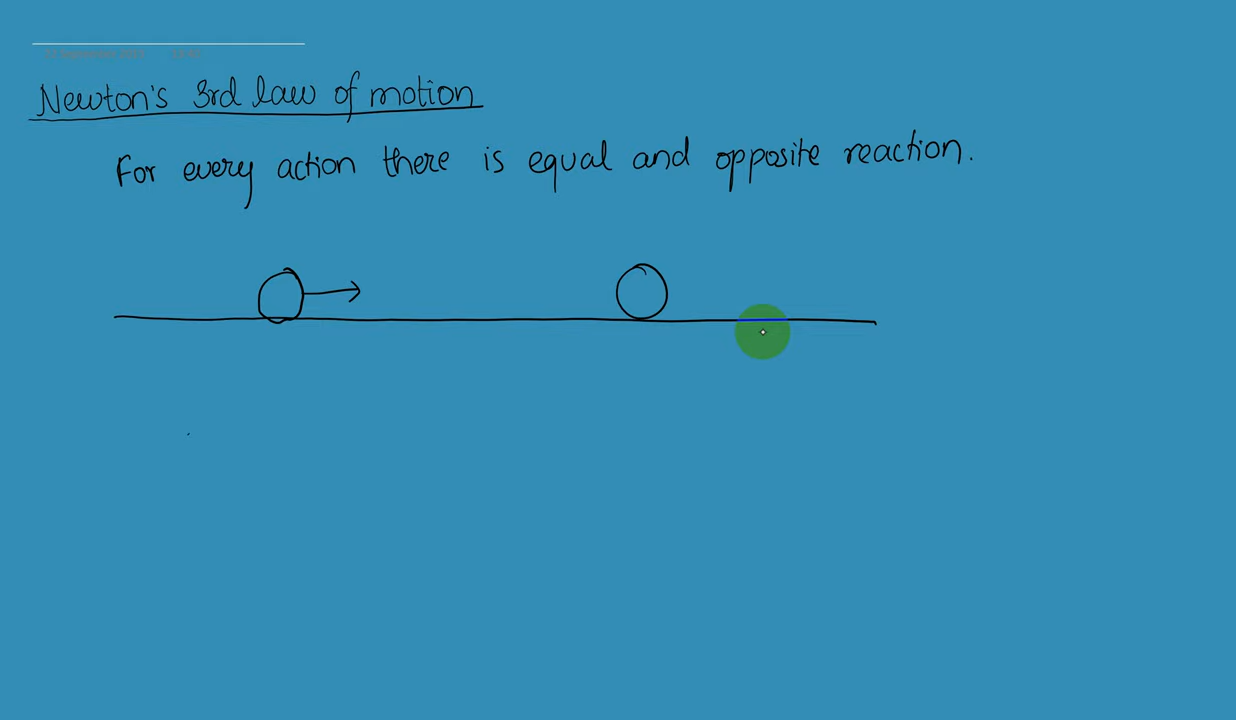 Newton's 3rd law of motion
For every action there is equal and opposite reaction.